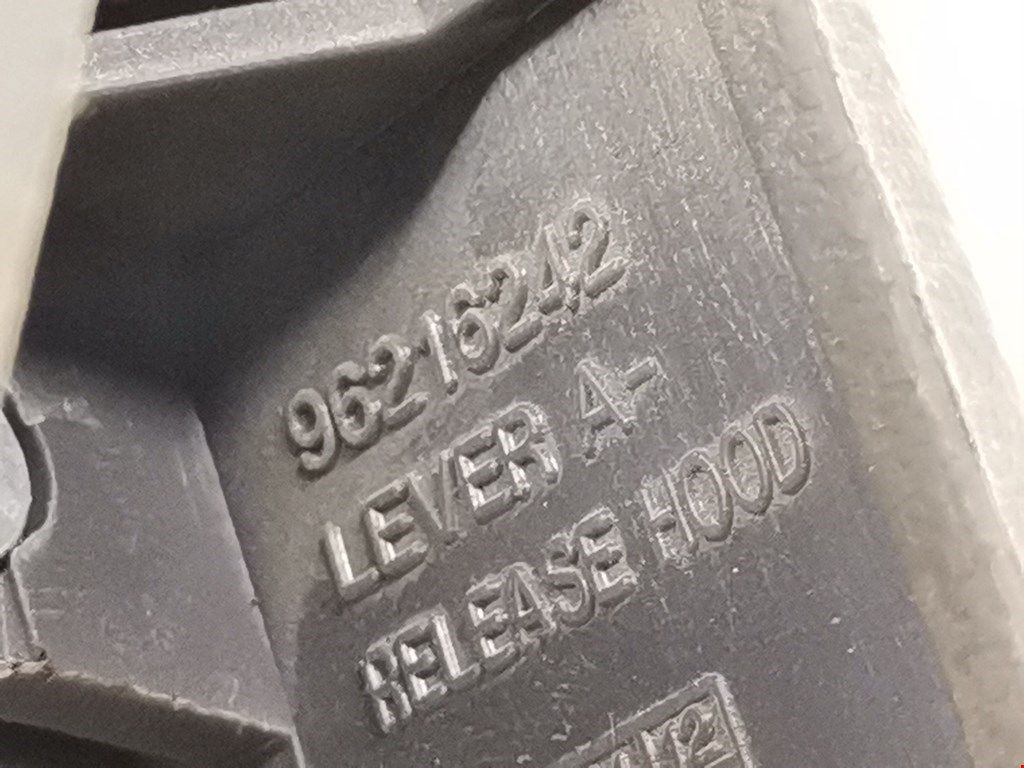 96216242
LEVER A-
RELEASE HOOD